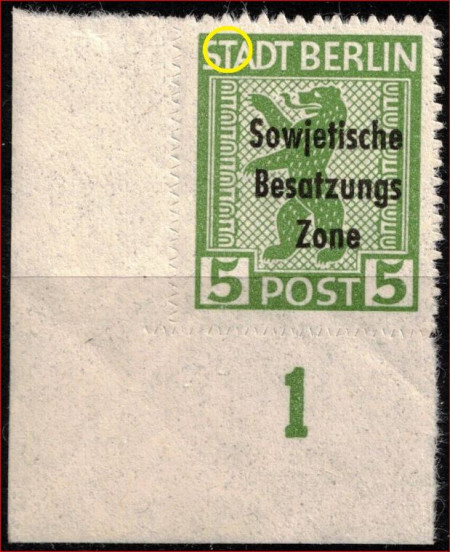 STADT BERLIN
Sowjetische
Besatzungs
Zone
5 POST 5
1